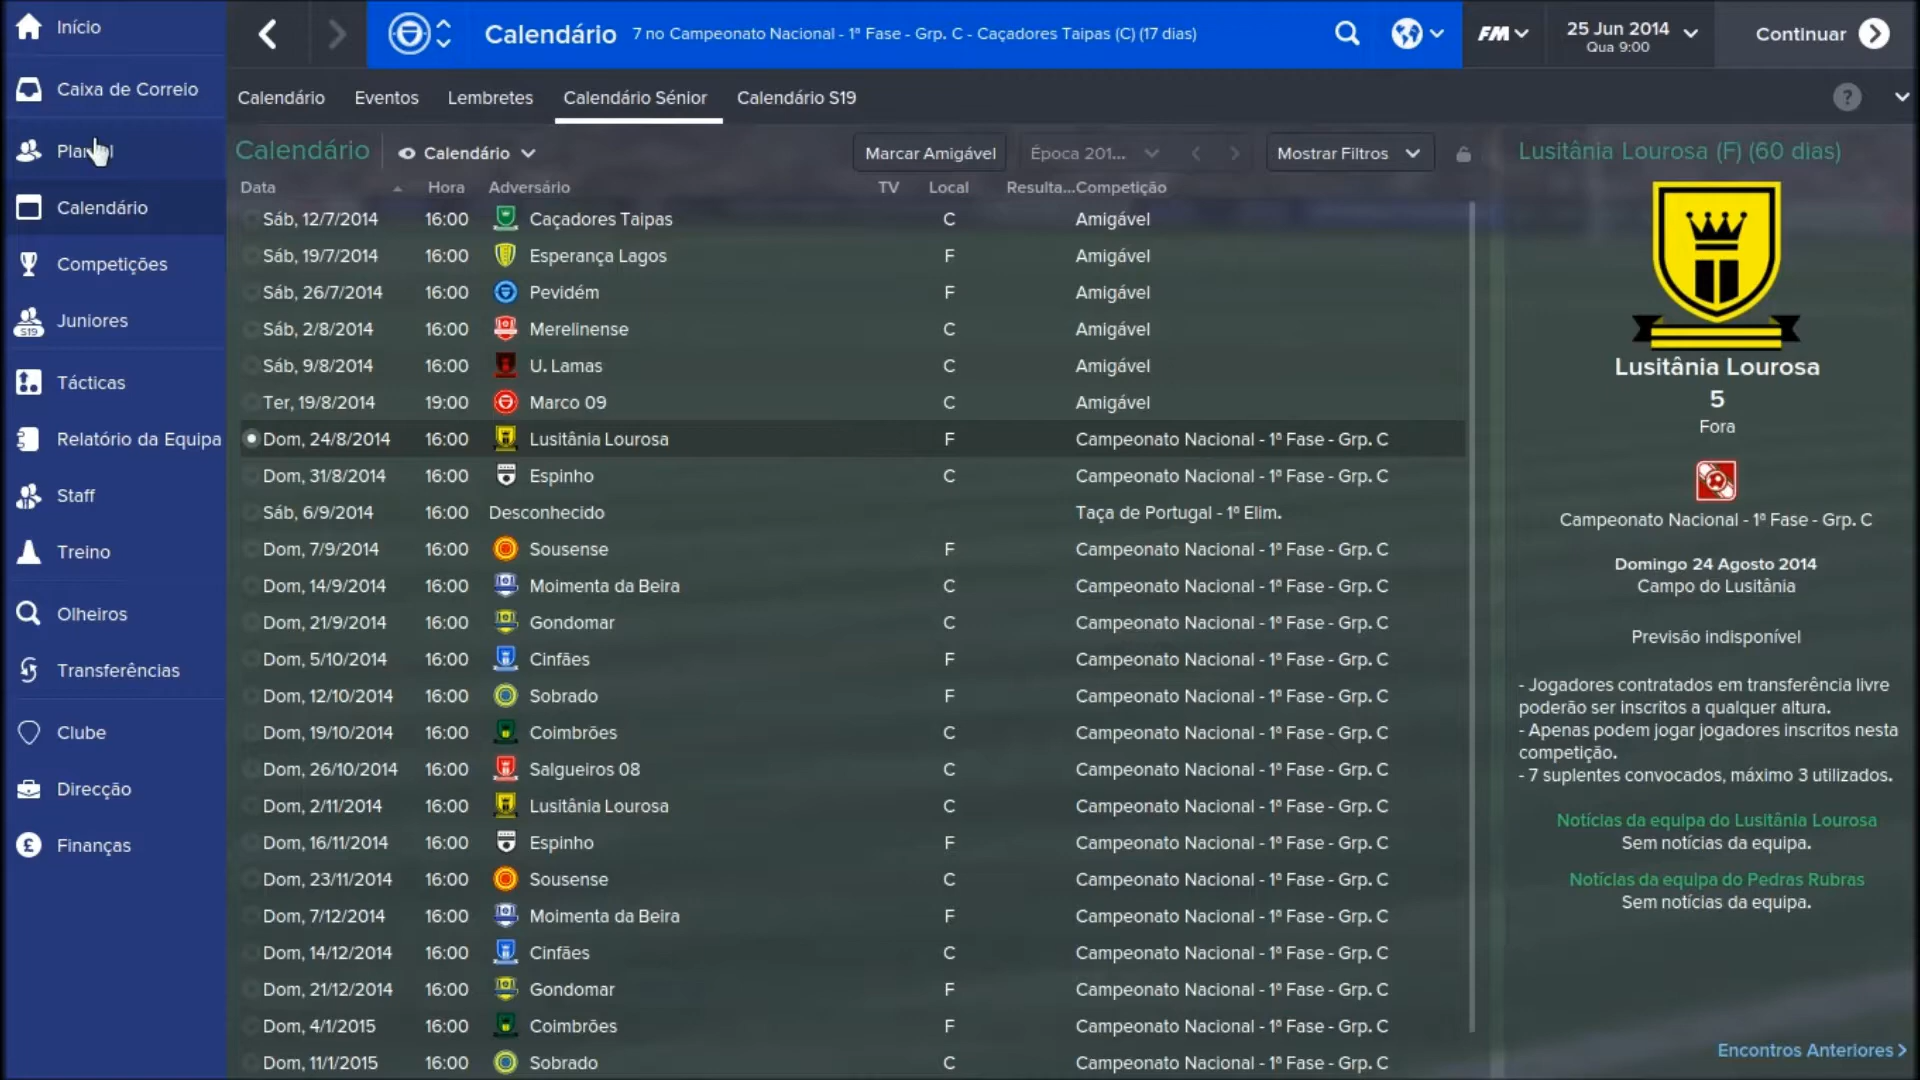 Início
Caixa de Correio
Calendário
Competições
Juniores
S19
Tácticas
Relatório da Equipa
Staff
Treino
Olheiros
Transferências
Clube
Direcção
Finanças
Calendário 7 no Campeonato Nacional - 1ª Fase - Grp. C - Caçadores Taipas (C) (17 dias)
FM
25 Jun 2014
Qua 9:00
Continuar
Calendário Eventos Lembretes Calendário Sénior Calendário S19
?
Calendário Calendário Marcar Amigável Época 201... Mostrar Filtros
Data Hora Adversário TV Local Resulta... Competição
Sáb, 12/7/2014 16:00 Caçadores Taipas C Amigável
Sáb, 19/7/2014 16:00 Esperança Lagos F Amigável
Sáb, 26/7/2014 16:00 Pevidém F Amigável
Sáb, 2/8/2014 16:00 Merelinense C Amigável
Sáb, 9/8/2014 16:00 U. Lamas C Amigável
Ter, 19/8/2014 19:00 Marco 09 C Amigável
Dom, 24/8/2014 16:00 Lusitânia Lourosa F Campeonato Nacional - 1ª Fase - Grp. C
Dom, 31/8/2014 16:00 Espinho C Campeonato Nacional - 1ª Fase - Grp. C
Sáb, 6/9/2014 16:00 Desconhecido Taça de Portugal - 1ª Elim.
Dom, 7/9/2014 16:00 Sousense F Campeonato Nacional - 1ª Fase - Grp. C
Dom, 14/9/2014 16:00 Moimenta da Beira C Campeonato Nacional - 1ª Fase - Grp. C
Dom, 21/9/2014 16:00 Gondomar C Campeonato Nacional - 1ª Fase - Grp. C
Dom, 5/10/2014 16:00 Cinfães F Campeonato Nacional - 1ª Fase - Grp. C
Dom, 12/10/2014 16:00 Sobrado F Campeonato Nacional - 1ª Fase - Grp. C
Dom, 19/10/2014 16:00 Coimbrões C Campeonato Nacional - 1ª Fase - Grp. C
Dom, 26/10/2014 16:00 Salgueiros 08 C Campeonato Nacional - 1ª Fase - Grp. C
Dom, 2/11/2014 16:00 Lusitânia Lourosa C Campeonato Nacional - 1ª Fase - Grp. C
Dom, 16/11/2014 16:00 Espinho F Campeonato Nacional - 1ª Fase - Grp. C
Dom, 23/11/2014 16:00 Sousense C Campeonato Nacional - 1ª Fase - Grp. C
Dom, 7/12/2014 16:00 Moimenta da Beira F Campeonato Nacional - 1ª Fase - Grp. C
Dom, 14/12/2014 16:00 Cinfães C Campeonato Nacional - 1ª Fase - Grp. C
Dom, 21/12/2014 16:00 Gondomar F Campeonato Nacional - 1ª Fase - Grp. C
Dom, 4/1/2015 16:00 Coimbrões F Campeonato Nacional - 1ª Fase - Grp. C
Dom, 11/1/2015 16:00 Sobrado C Campeonato Nacional - 1ª Fase - Grp. C
Lusitânia Lourosa (F) (60 dias)
Lusitânia Lourosa
5
Fora
Campeonato Nacional - 1ª Fase - Grp. C
Domingo 24 Agosto 2014
Campo do Lusitânia
Previsão indisponível
- Jogadores contratados em transferência livre
poderão ser inscritos a qualquer altura.
- Apenas podem jogar jogadores inscritos nesta
competição.
- 7 suplentes convocados, máximo 3 utilizados.
Notícias da equipa do Lusitânia Lourosa
Sem notícias da equipa.
Notícias da equipa do Pedras Rubras
Sem notícias da equipa.
Encontros Anteriores